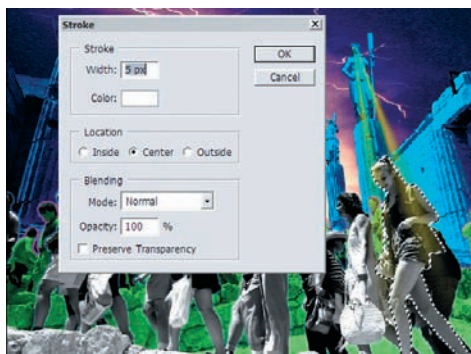 Stroke
Stroke
Width: 5 px
Color:
OK
Cancel
Location
Inside Center Outside
Blending
Mode: Normal
Opacity: 100 %
Preserve Transparency